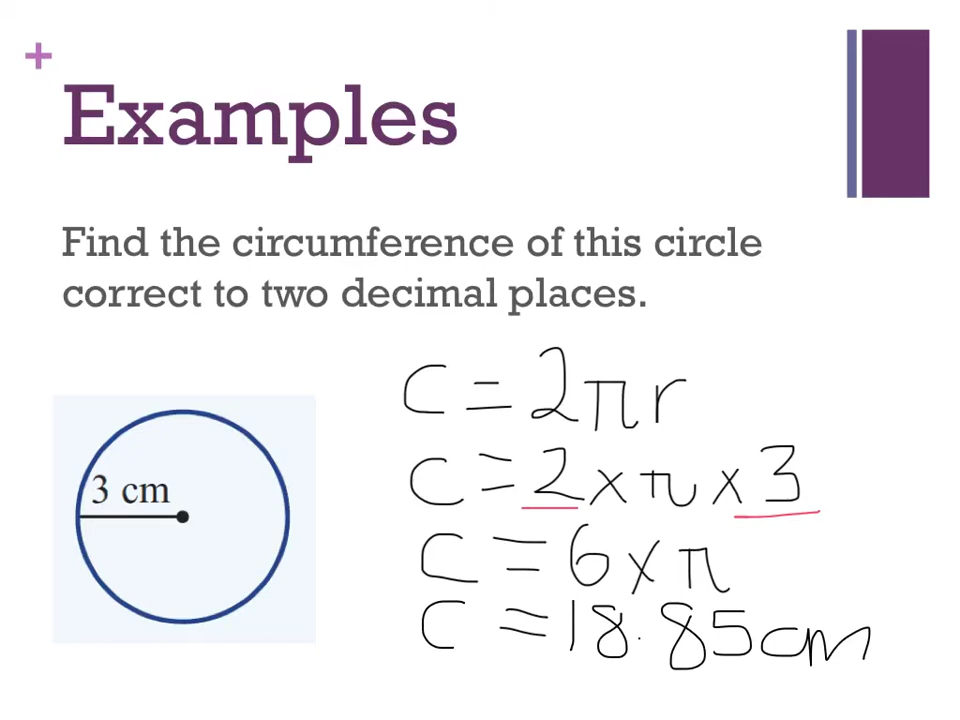 +
Examples
Find the circumference of this circle
correct to two decimal places.
3 cm
C = 2πr
C = 2 × π × 3
C = 6 × π
C = 18.85cm